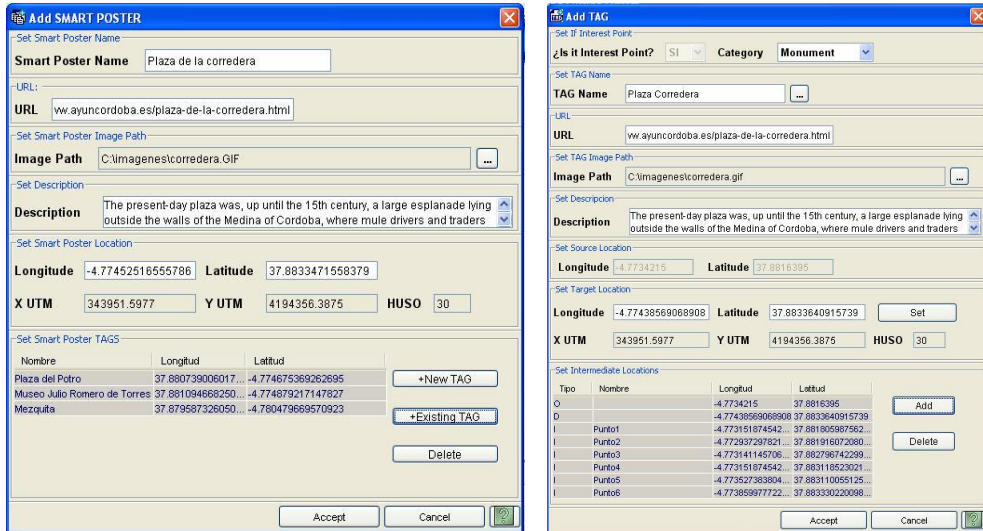 Add SMART POSTER
Set Smart Poster Name
Smart Poster Name Plaza de la corredera
URL:
URL vw.ayuncordoba.es/plaza-de-la-corredera.html
Set Smart Poster Image Path
Image Path C:\imagenes\corredera.GIF ...
Set Description
Description The present-day plaza was, up until the 15th century, a large esplanade lying
outside the walls of the Medina of Cordoba, where mule drivers and traders
Set Smart Poster Location
Longitude -4.77452516555786 Latitude 37.8833471558379
X UTM 343951.5977 Y UTM 4194356.3875 HUSO 30
Set Smart Poster TAGS
Nombre Longitud Latitud
Plaza del Potro 37.880739006017... -4.774675369262695
Museo Julio Romero de Torres 37.881094668250... -4.774879217147827
Mezquita 37.879587326050... -4.780479669570923
+New TAG
+Existing TAG
Delete
Accept Cancel ?
Add TAG
Set If Interest Point
¿Is it Interest Point? SI Category Monument
Set TAG Name
TAG Name Plaza Corredera ...
URL
URL vw.ayuncordoba.es/plaza-de-la-corredera.html
Set TAG Image Path
Image Path C:\imagenes\corredera.gif ...
Set Descripcion
Description The present-day plaza was, up until the 15th century, a large esplanade lying
outside the walls of the Medina of Cordoba, where mule drivers and traders
Set Source Location
Longitude -4.7734215 Latitude 37.8816395
Set Target Location
Longitude -4.77438569068908 Latitude 37.8833640915739 Set
X UTM 343951.5977 Y UTM 4194356.3875 HUSO 30
Set Intermediate Locations
Tipo Nombre Longitud Latitud
O -4.7734215 37.8816395
D -4.77438569068908 37.8833640915739
I Punto1 -4.773151874542... 37.881805987562...
I Punto2 -4.772937297821... 37.881916072080...
I Punto3 -4.773141145706... 37.882796742299...
I Punto4 -4.773151874542... 37.883118523021...
I Punto5 -4.773527383804... 37.883110055125...
I Punto6 -4.773859977722... 37.883330220098...
Add
Delete
Accept Cancel ?